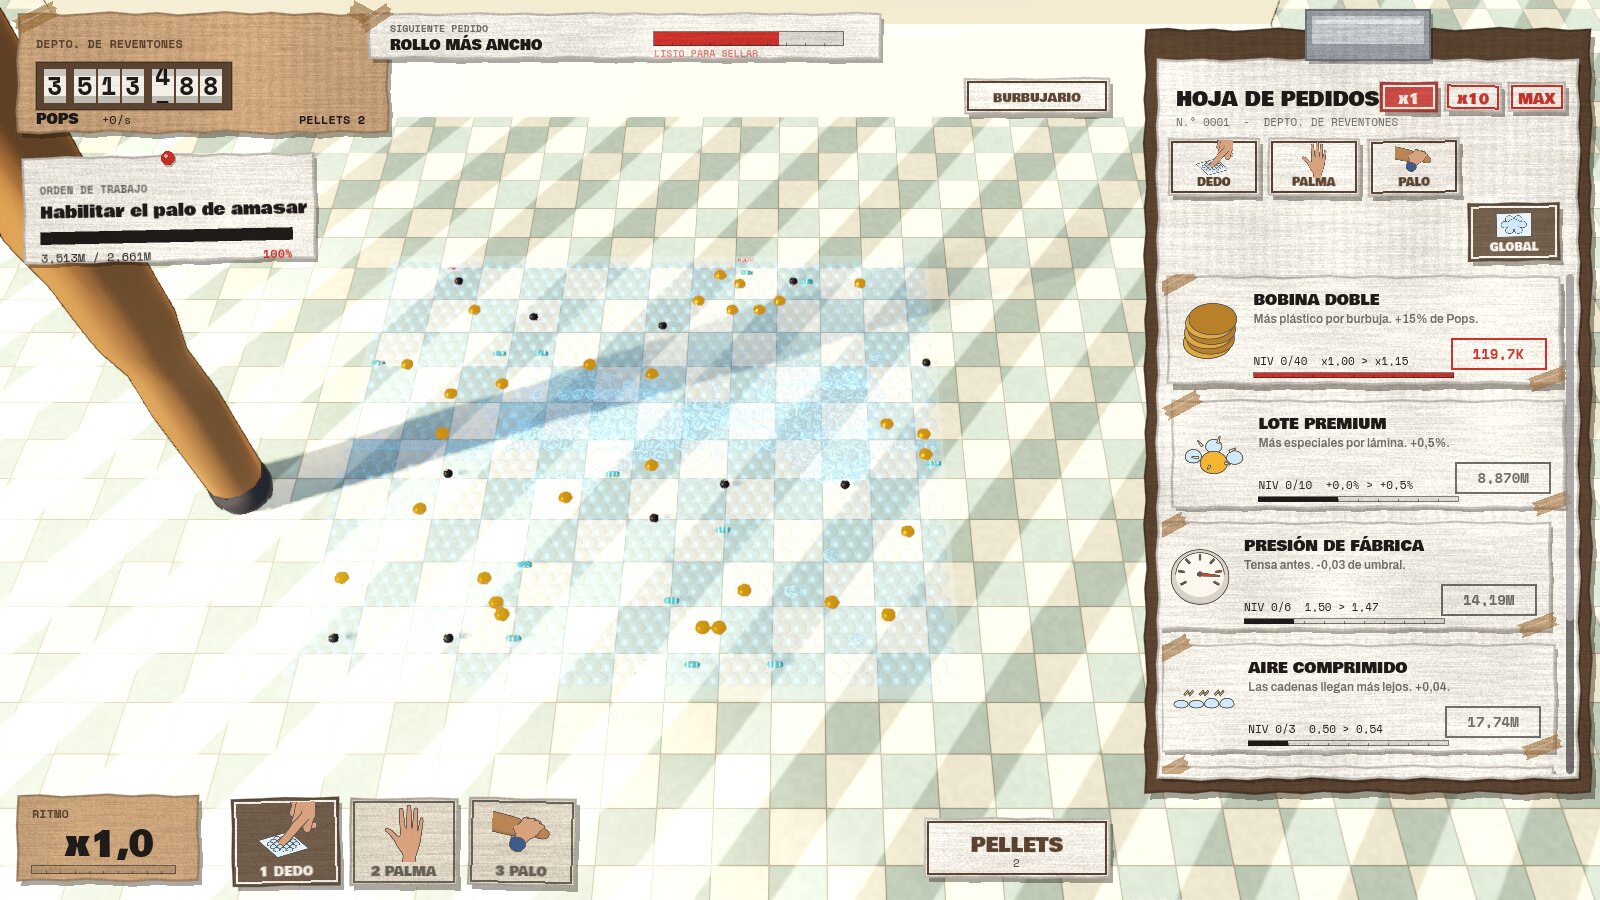 DEPTO. DE REVENTONES
3 513 488
POPS +0/s PELLETS 2
SIGUIENTE PEDIDO
ROLLO MÁS ANCHO
LISTO PARA SELLAR
ORDEN DE TRABAJO
Habilitar el palo de amasar
3,513M / 2,661M 100%
BURBUJARIO
HOJA DE PEDIDOS x1 x10 MAX
N.° 0001 - DEPTO. DE REVENTONES
DEDO PALMA PALO
GLOBAL
BOBINA DOBLE
Más plástico por burbuja. +15% de Pops.
NIV 0/40 x1,00 > x1,15 119,7K
LOTE PREMIUM
Más especiales por lámina. +0,5%.
NIV 0/10 +0,0% > +0,5% 8,870M
PRESIÓN DE FÁBRICA
Tensa antes. -0,03 de umbral.
NIV 0/6 1,50 > 1,47 14,19M
AIRE COMPRIMIDO
Las cadenas llegan más lejos. +0,04.
NIV 0/3 0,50 > 0,54 17,74M
RITMO
x1,0
1 DEDO 2 PALMA 3 PALO
PELLETS
2